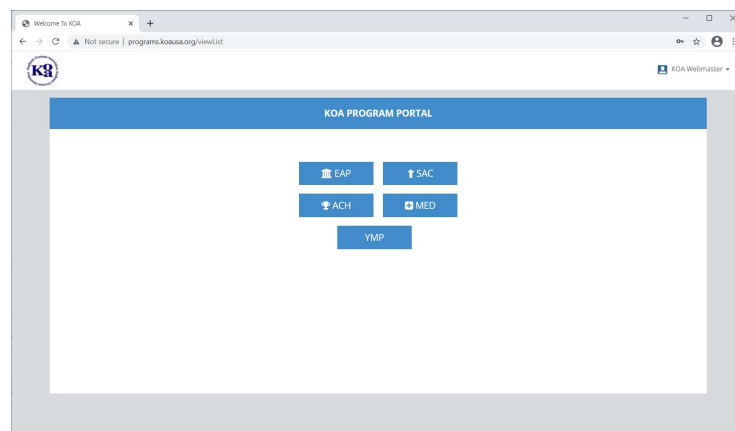 Welcome To KOA
Not secure | programs.koausa.org/viewList
KOA Webmaster
KOA PROGRAM PORTAL
EAP
SAC
ACH
MED
YMP